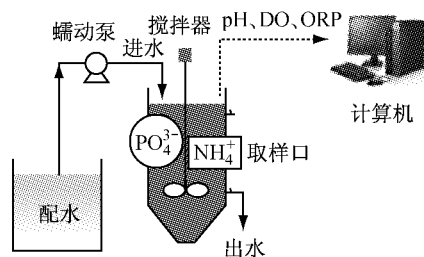 蠕动泵
搅拌器
进水
pH、DO、ORP
计算机
PO₄³⁻
NH₄⁺
取样口
配水
出水